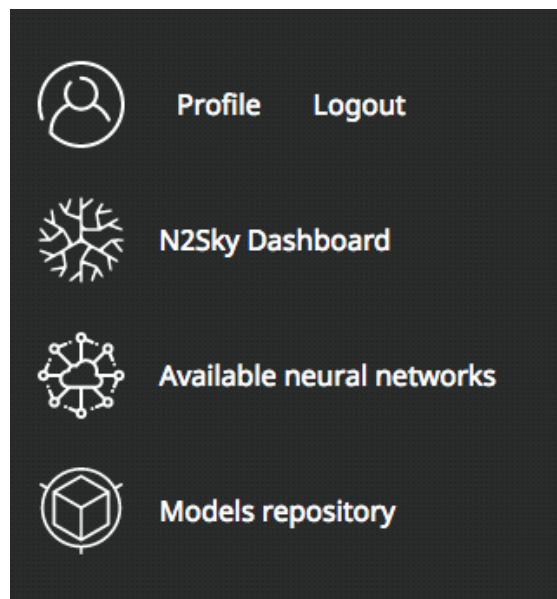 Profile Logout
N2Sky Dashboard
Available neural networks
Models repository